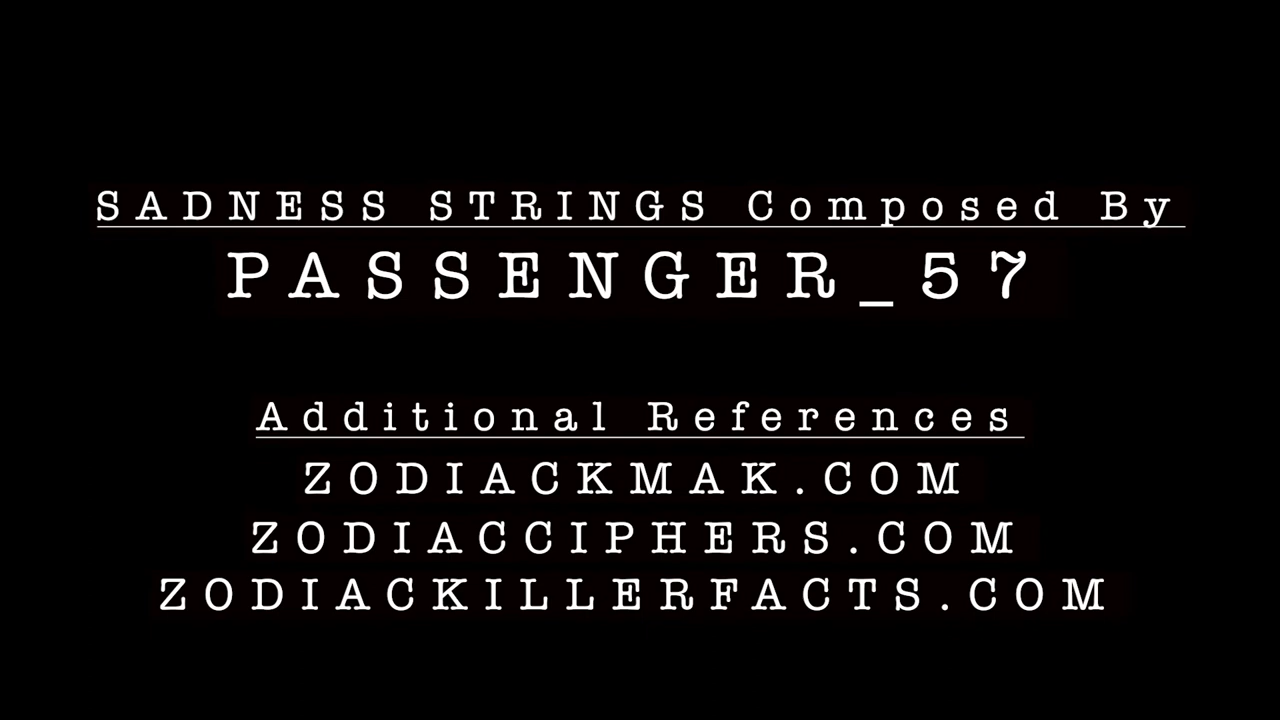 SADNESS STRINGS Composed By
PASSENGER_57
Additional References
ZODIACKMAK.COM
ZODIACCIPHERS.COM
ZODIACKILLERFACTS.COM